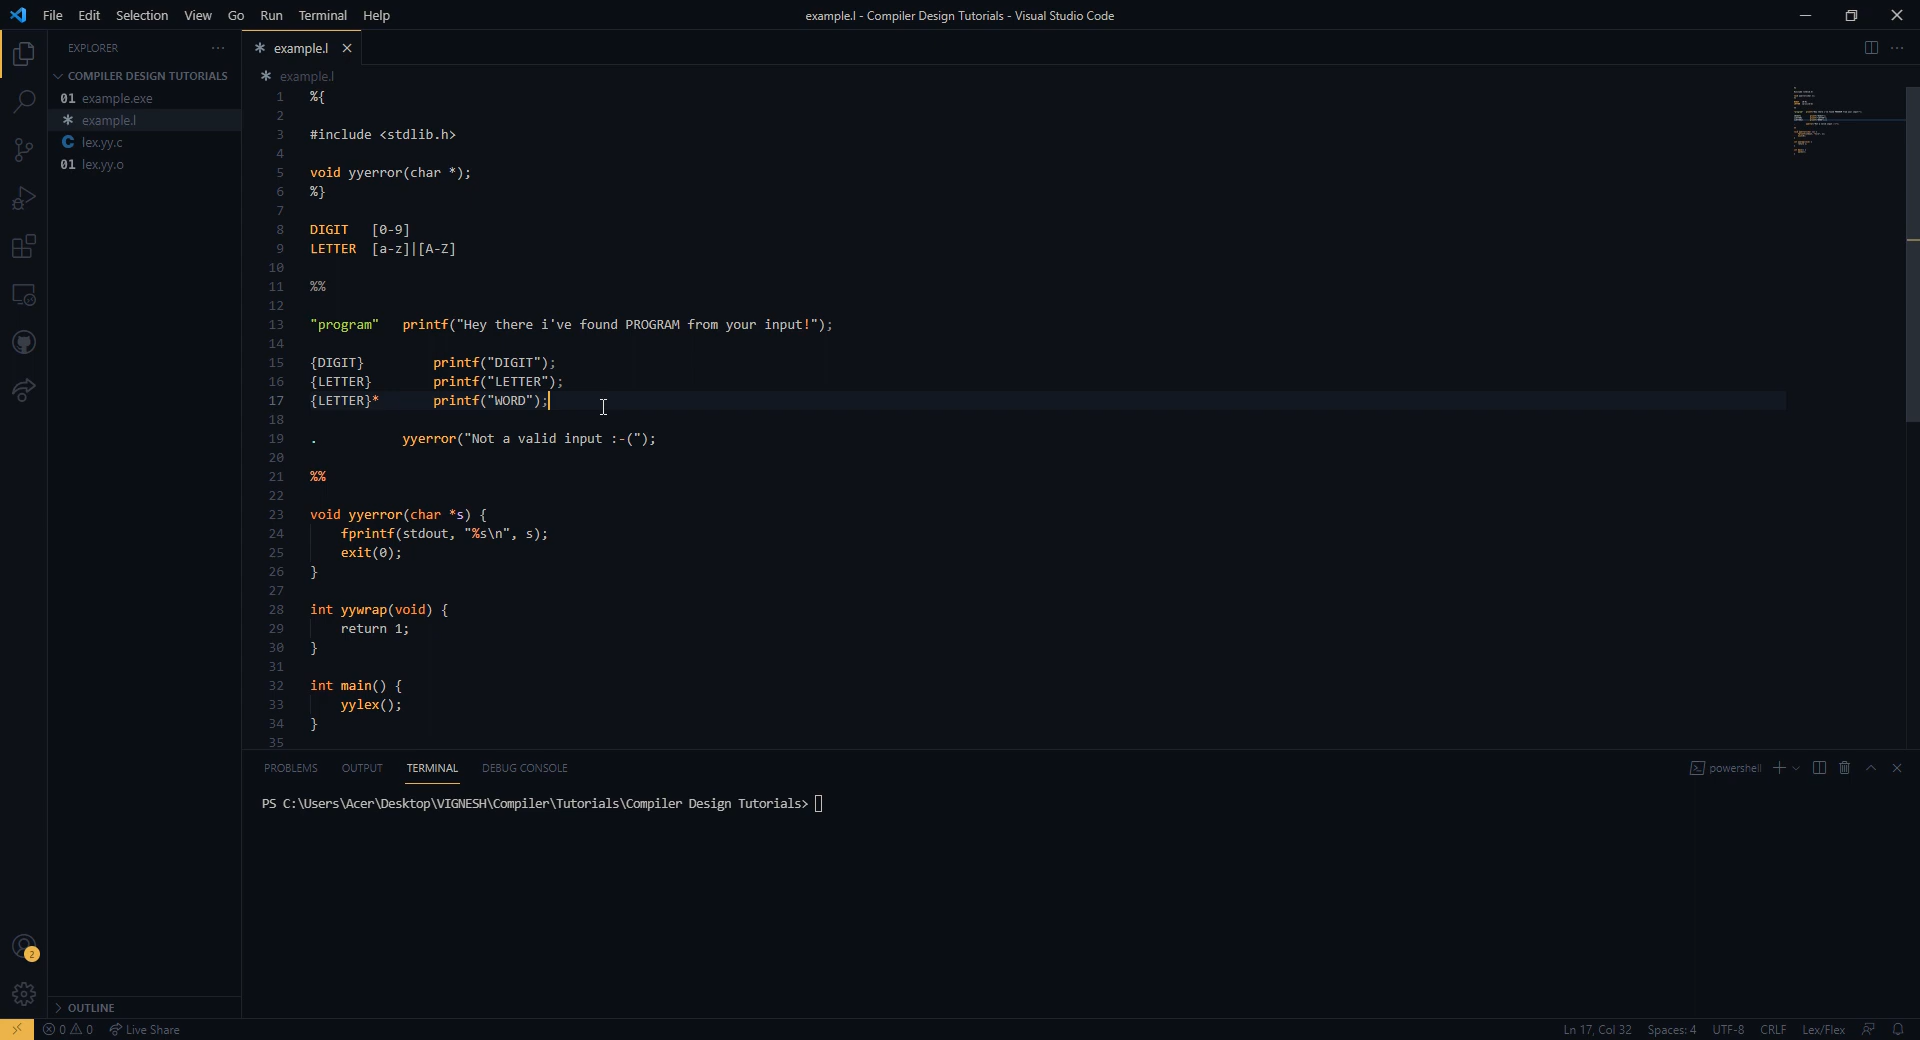 File Edit Selection View Go Run Terminal Help
example.l - Compiler Design Tutorials - Visual Studio Code
EXPLORER
COMPILER DESIGN TUTORIALS
01 example.exe
example.l
C lex.yy.c
01 lex.yy.o
OUTLINE
example.l
example.l
1 %{
2
3 #include <stdlib.h>
4
5 void yyerror(char *);
6 %}
7
8 DIGIT [0-9]
9 LETTER [a-z]|[A-Z]
10
11 %%
12
13 "program" printf("Hey there i've found PROGRAM from your input!");
14
15 {DIGIT} printf("DIGIT");
16 {LETTER} printf("LETTER");
17 {LETTER}* printf("WORD");
18
19 . yyerror("Not a valid input :-(");
20
21 %%
22
23 void yyerror(char *s) {
24 fprintf(stdout, "%s\n", s);
25 exit(0);
26 }
27
28 int yywrap(void) {
29 return 1;
30 }
31
32 int main() {
33 yylex();
34 }
35
PROBLEMS OUTPUT TERMINAL DEBUG CONSOLE
powershell
PS C:\Users\Acer\Desktop\VIGNESH\Compiler\Tutorials\Compiler Design Tutorials>
2
0 0 Live Share
Ln 17, Col 32 Spaces: 4 UTF-8 CRLF Lex/Flex